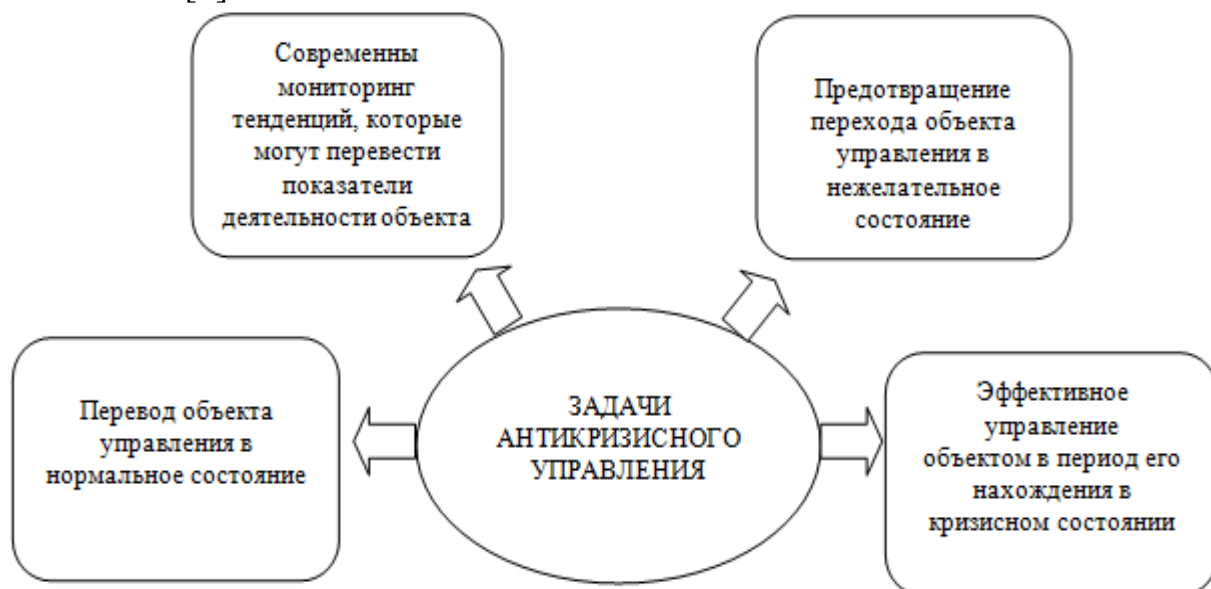 Современны
мониторинг
тенденций, которые
могут перевести
показатели
деятельности объекта
Предотвращение
перехода объекта
управления в
нежелательное
состояние
Перевод объекта
управления в
нормальное состояние
ЗАДАЧИ
АНТИКРИЗИСНОГО
УПРАВЛЕНИЯ
Эффективное
управление
объектом в период его
нахождения в
кризисном состоянии